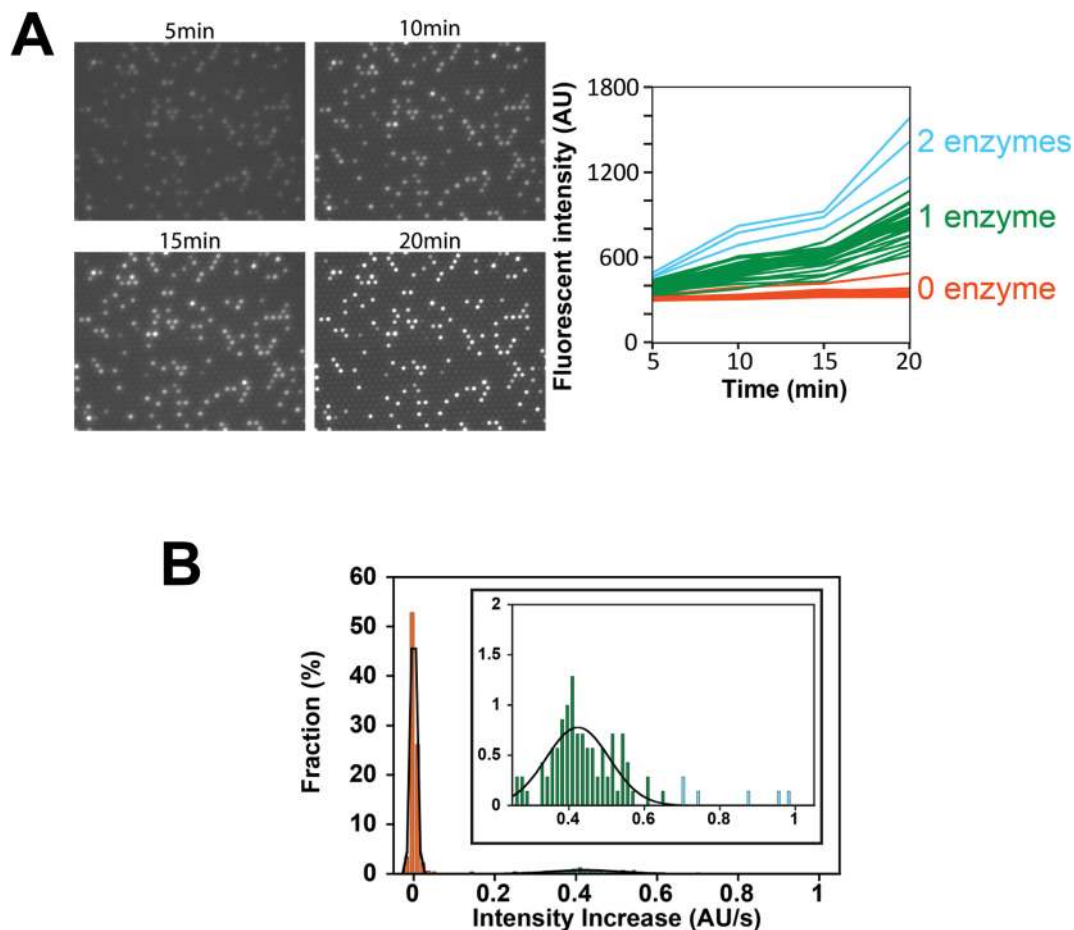 A
5min
10min
15min
20min
Fluorescent intensity (AU)
1800
1200
600
0
5
10
15
20
Time (min)
2 enzymes
1 enzyme
0 enzyme
B
Fraction (%)
60
50
40
30
20
10
0
0
0.2
0.4
0.6
0.8
1
Intensity Increase (AU/s)
2
1.5
1
0.5
0
0.4
0.6
0.8
1